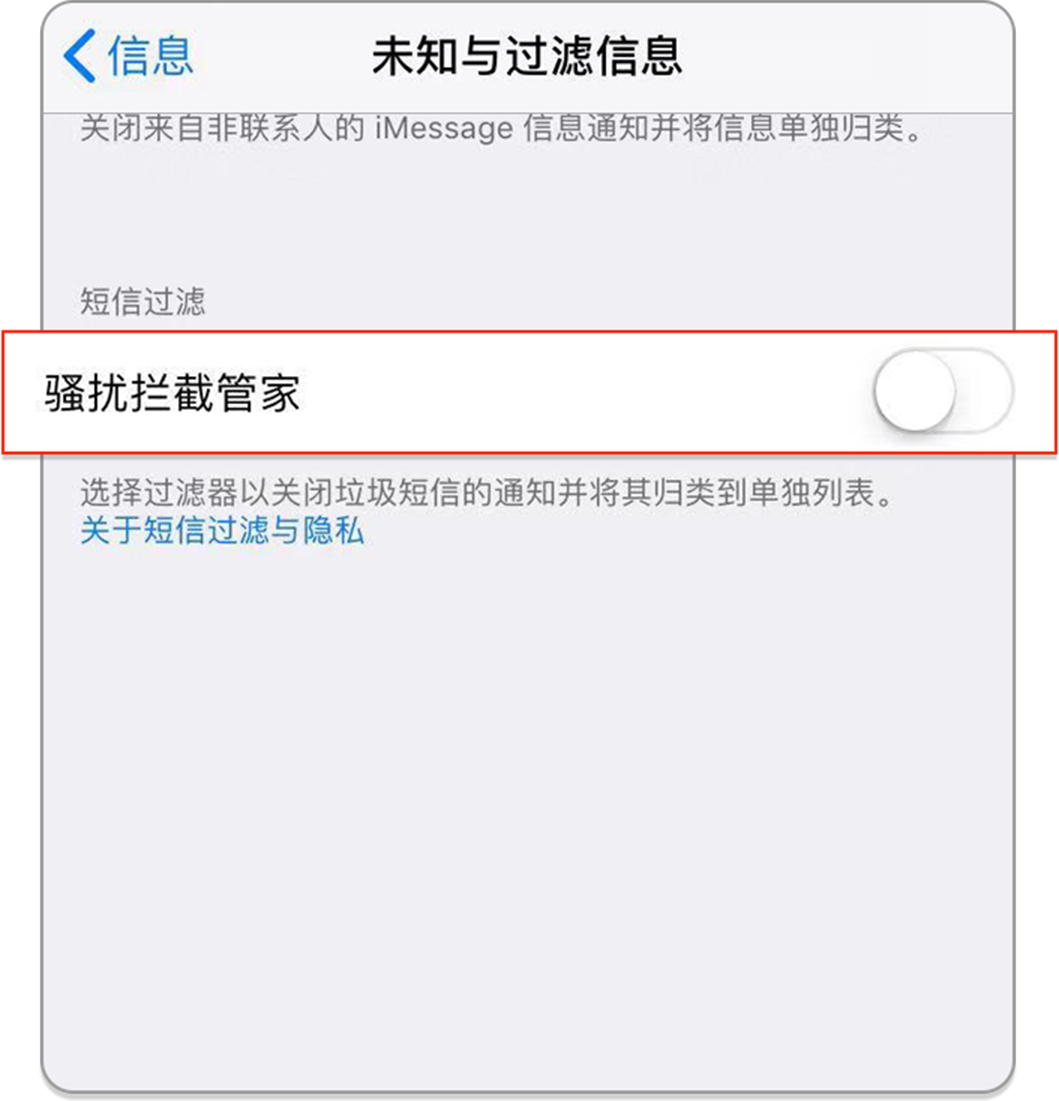 信息 未知与过滤信息
关闭来自非联系人的 iMessage 信息通知并将信息单独归类。
短信过滤
骚扰拦截管家
选择过滤器以关闭垃圾短信的通知并将其归类到单独列表。
关于短信过滤与隐私